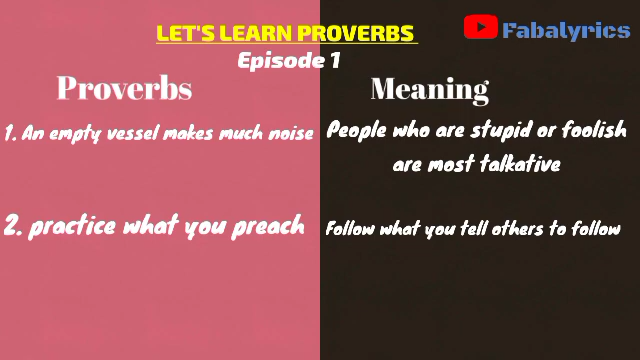 LET'S LEARN PROVERBS
Fabalyrics
Episode 1
Proverbs
Meaning
1. An empty vessel makes much noise
People who are stupid or foolish
are most talkative
2. practice what you preach
Follow what you tell others to follow